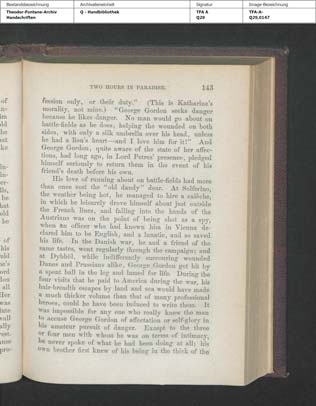 Bestandsbezeichnung
Archivaleneinheit
Signatur
Image-Bezeichnung
Theodor-Fontane-Archiv
Handschriften
Q - Handbibliothek
TFA A
Q29
TFA-A-
Q29,0147
TWO HOURS IN PARADISE. 143
fession only, or their duty." (This is Katharine's
morality, not mine.) "George Gordon seeks danger
because he likes danger. No man would go about on
battle-fields as he does, helping the wounded on both
sides, with only a silk umbrella over his head, unless
he had a lion's heart—and I love him for it!" And
George Gordon, quite aware of the state of her affec-
tions, had long ago, in Lord Petres' presence, pledged
himself seriously to return them in the event of his
friend's death before his own.
His love of running about on battle-fields had more
than once cost the "old dandy" dear. At Solferino,
the weather being hot, he managed to hire a calèche,
in which he leisurely drove himself about just outside
the French lines, and falling into the hands of the
Austrians was on the point of being shot as a spy,
when an officer who had known him in Vienna de-
clared him to be English, and a lunatic, and so saved
his life. In the Danish war, he and a friend of the
same tastes, went regularly through the campaign; and
at Dybböl, while indifferently succouring wounded
Danes and Prussians alike, George Gordon got hit by
a spent ball in the leg and lamed for life. During the
four visits that he paid to America during the war, his
hair-breadth escapes by land and sea would have made
a much thicker volume than that of many professional
heroes, could he have been induced to write them. It
was impossible for any one who really knew the man
to accuse George Gordon of affectation or self-glory in
his amateur pursuit of danger. Except to the three
or four men with whom he was on terms of intimacy,
he never spoke of what he had been doing at all; his
own brother first knew of his being in the thick of the